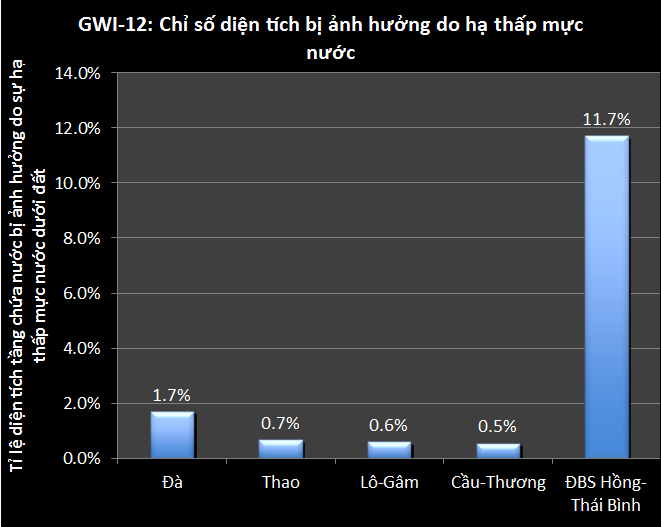 GWI-12: Chỉ số diện tích bị ảnh hưởng do hạ thấp mực
nước
Tỉ lệ diện tích tầng chứa nước bị ảnh hưởng do sự hạ
thấp mực nước dưới đất
14.0%
12.0%
10.0%
8.0%
6.0%
4.0%
2.0%
0.0%
1.7%
0.7%
0.6%
0.5%
11.7%
Đà
Thao
Lô-Gâm
Cầu-Thương
ĐBS Hồng-
Thái Bình